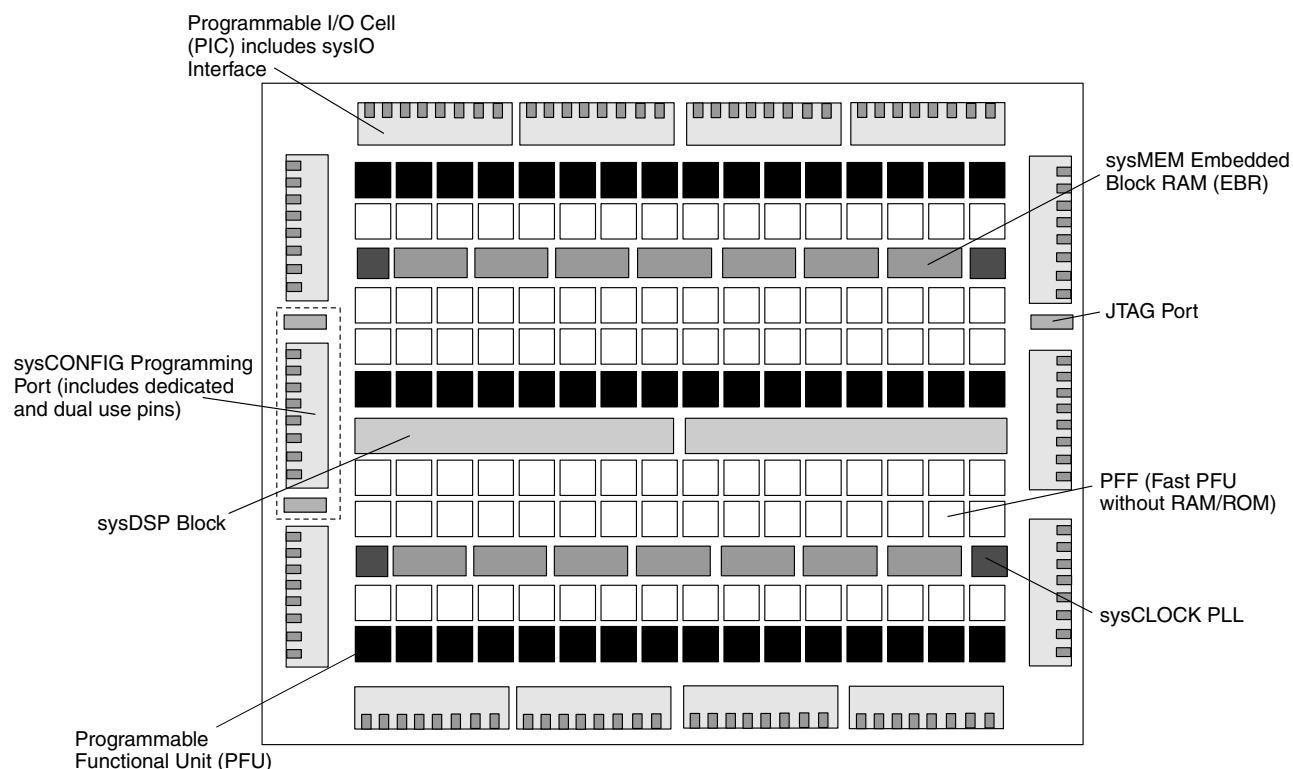 Programmable I/O Cell
(PIC) includes sysIO
Interface
sysMEM Embedded
Block RAM (EBR)
JTAG Port
sysCONFIG Programming
Port (includes dedicated
and dual use pins)
PFF (Fast PFU
without RAM/ROM)
sysDSP Block
sysCLOCK PLL
Programmable
Functional Unit (PFU)